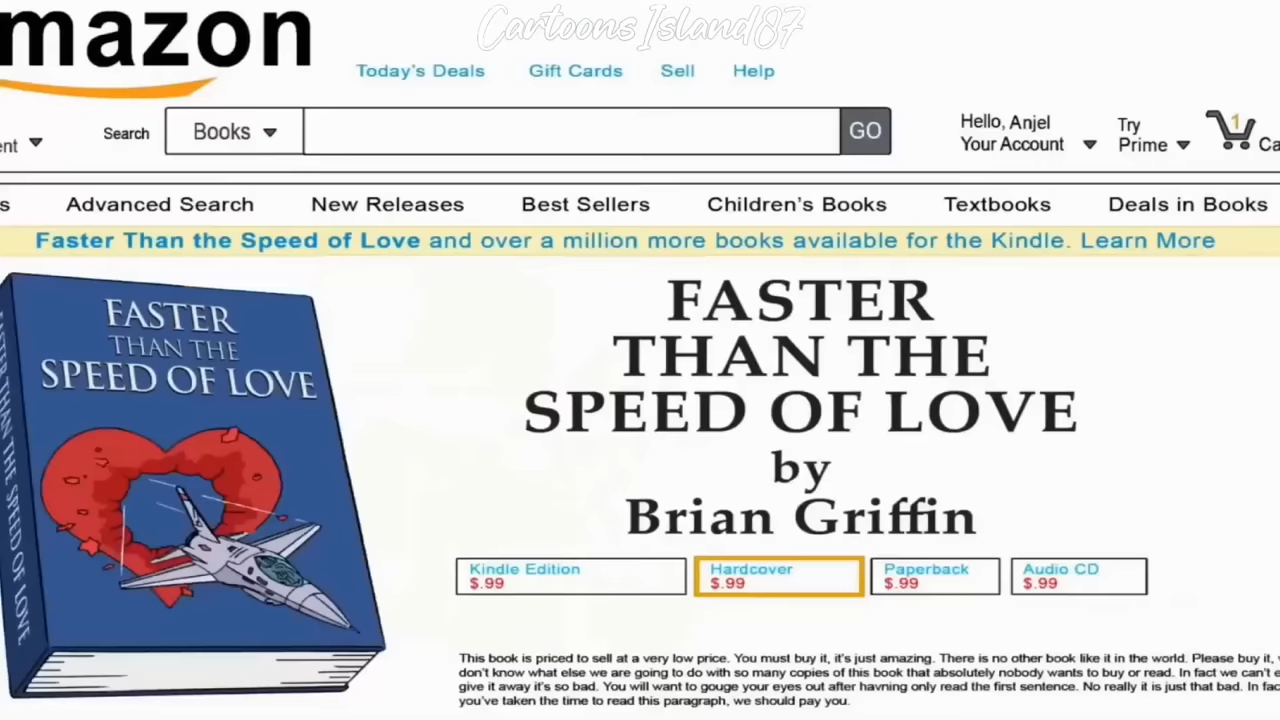 Cartoons Island87
mazon
Today's Deals Gift Cards Sell Help
Search Books GO
Hello, Anjel
Your Account
Try
Prime
1
Advanced Search New Releases Best Sellers Children's Books Textbooks Deals in Books
Faster Than the Speed of Love and over a million more books available for the Kindle. Learn More
FASTER
THAN THE
SPEED OF LOVE
FASTER THAN THE SPEED OF LOVE
FASTER
THAN THE
SPEED OF LOVE
by
Brian Griffin
Kindle Edition
$.99
Hardcover
$.99
Paperback
$.99
Audio CD
$.99
This book is priced to sell at a very low price. You must buy it, it's just amazing. There is no other book like it in the world. Please buy it,
don't know what else we are going to do with so many copies of this book that absolutely nobody wants to buy or read. In fact we can't
give it away it's so bad. You will want to gouge your eyes out after havning only read the first sentence. No really it is just that bad. In
you've taken the time to read this paragraph, we should pay you.